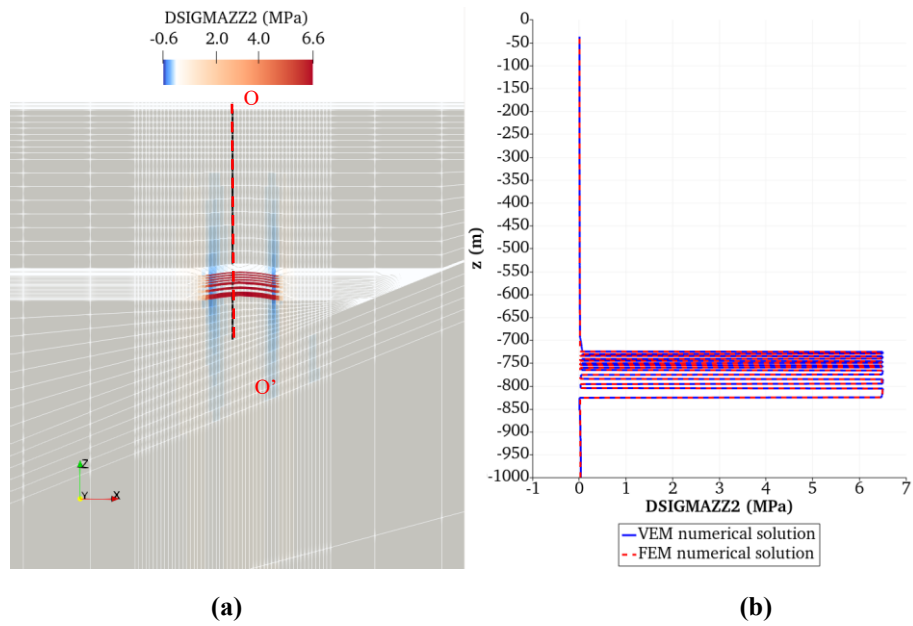 DSIGMAZZ2 (MPa)
-0.6 2.0 4.0 6.6
O
O'
Z
Y X
(a)
0
-50
-100
-150
-200
-250
-300
-350
-400
-450
-500
-550
-600
-650
-700
-750
-800
-850
-900
-950
-1000
z (m)
-1 0 1 2 3 4 5 6 7
DSIGMAZZ2 (MPa)
VEM numerical solution
FEM numerical solution
(b)